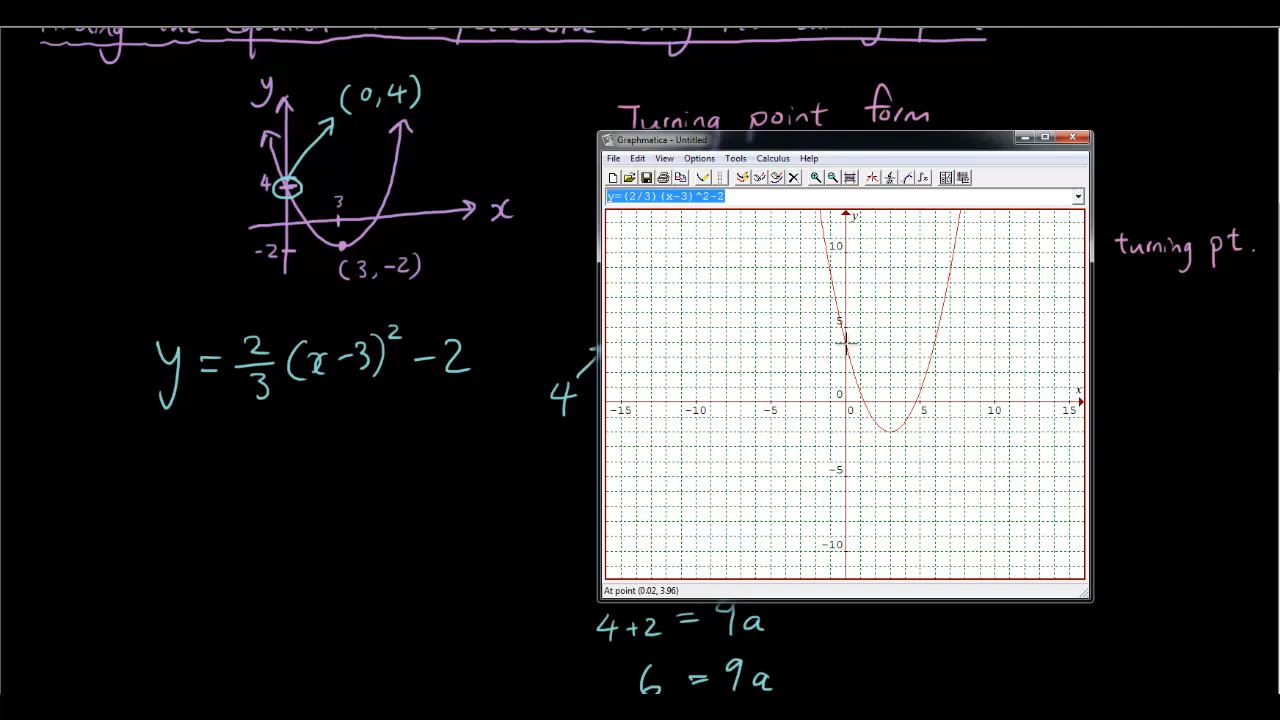 y
(0,4)
4
3
x
-2
(3,-2)
y = 2/3 (x-3)² - 2
Turning point form
turning pt.
4
Graphmatica - Untitled
File Edit View Options Tools Calculus Help
y=(2/3)(x-3)^2-2
y
10
5
0
x
-15 -10 -5 0 5 10 15
-5
-10
At point (0.02, 3.96)
4+2 = 9a
6 = 9a